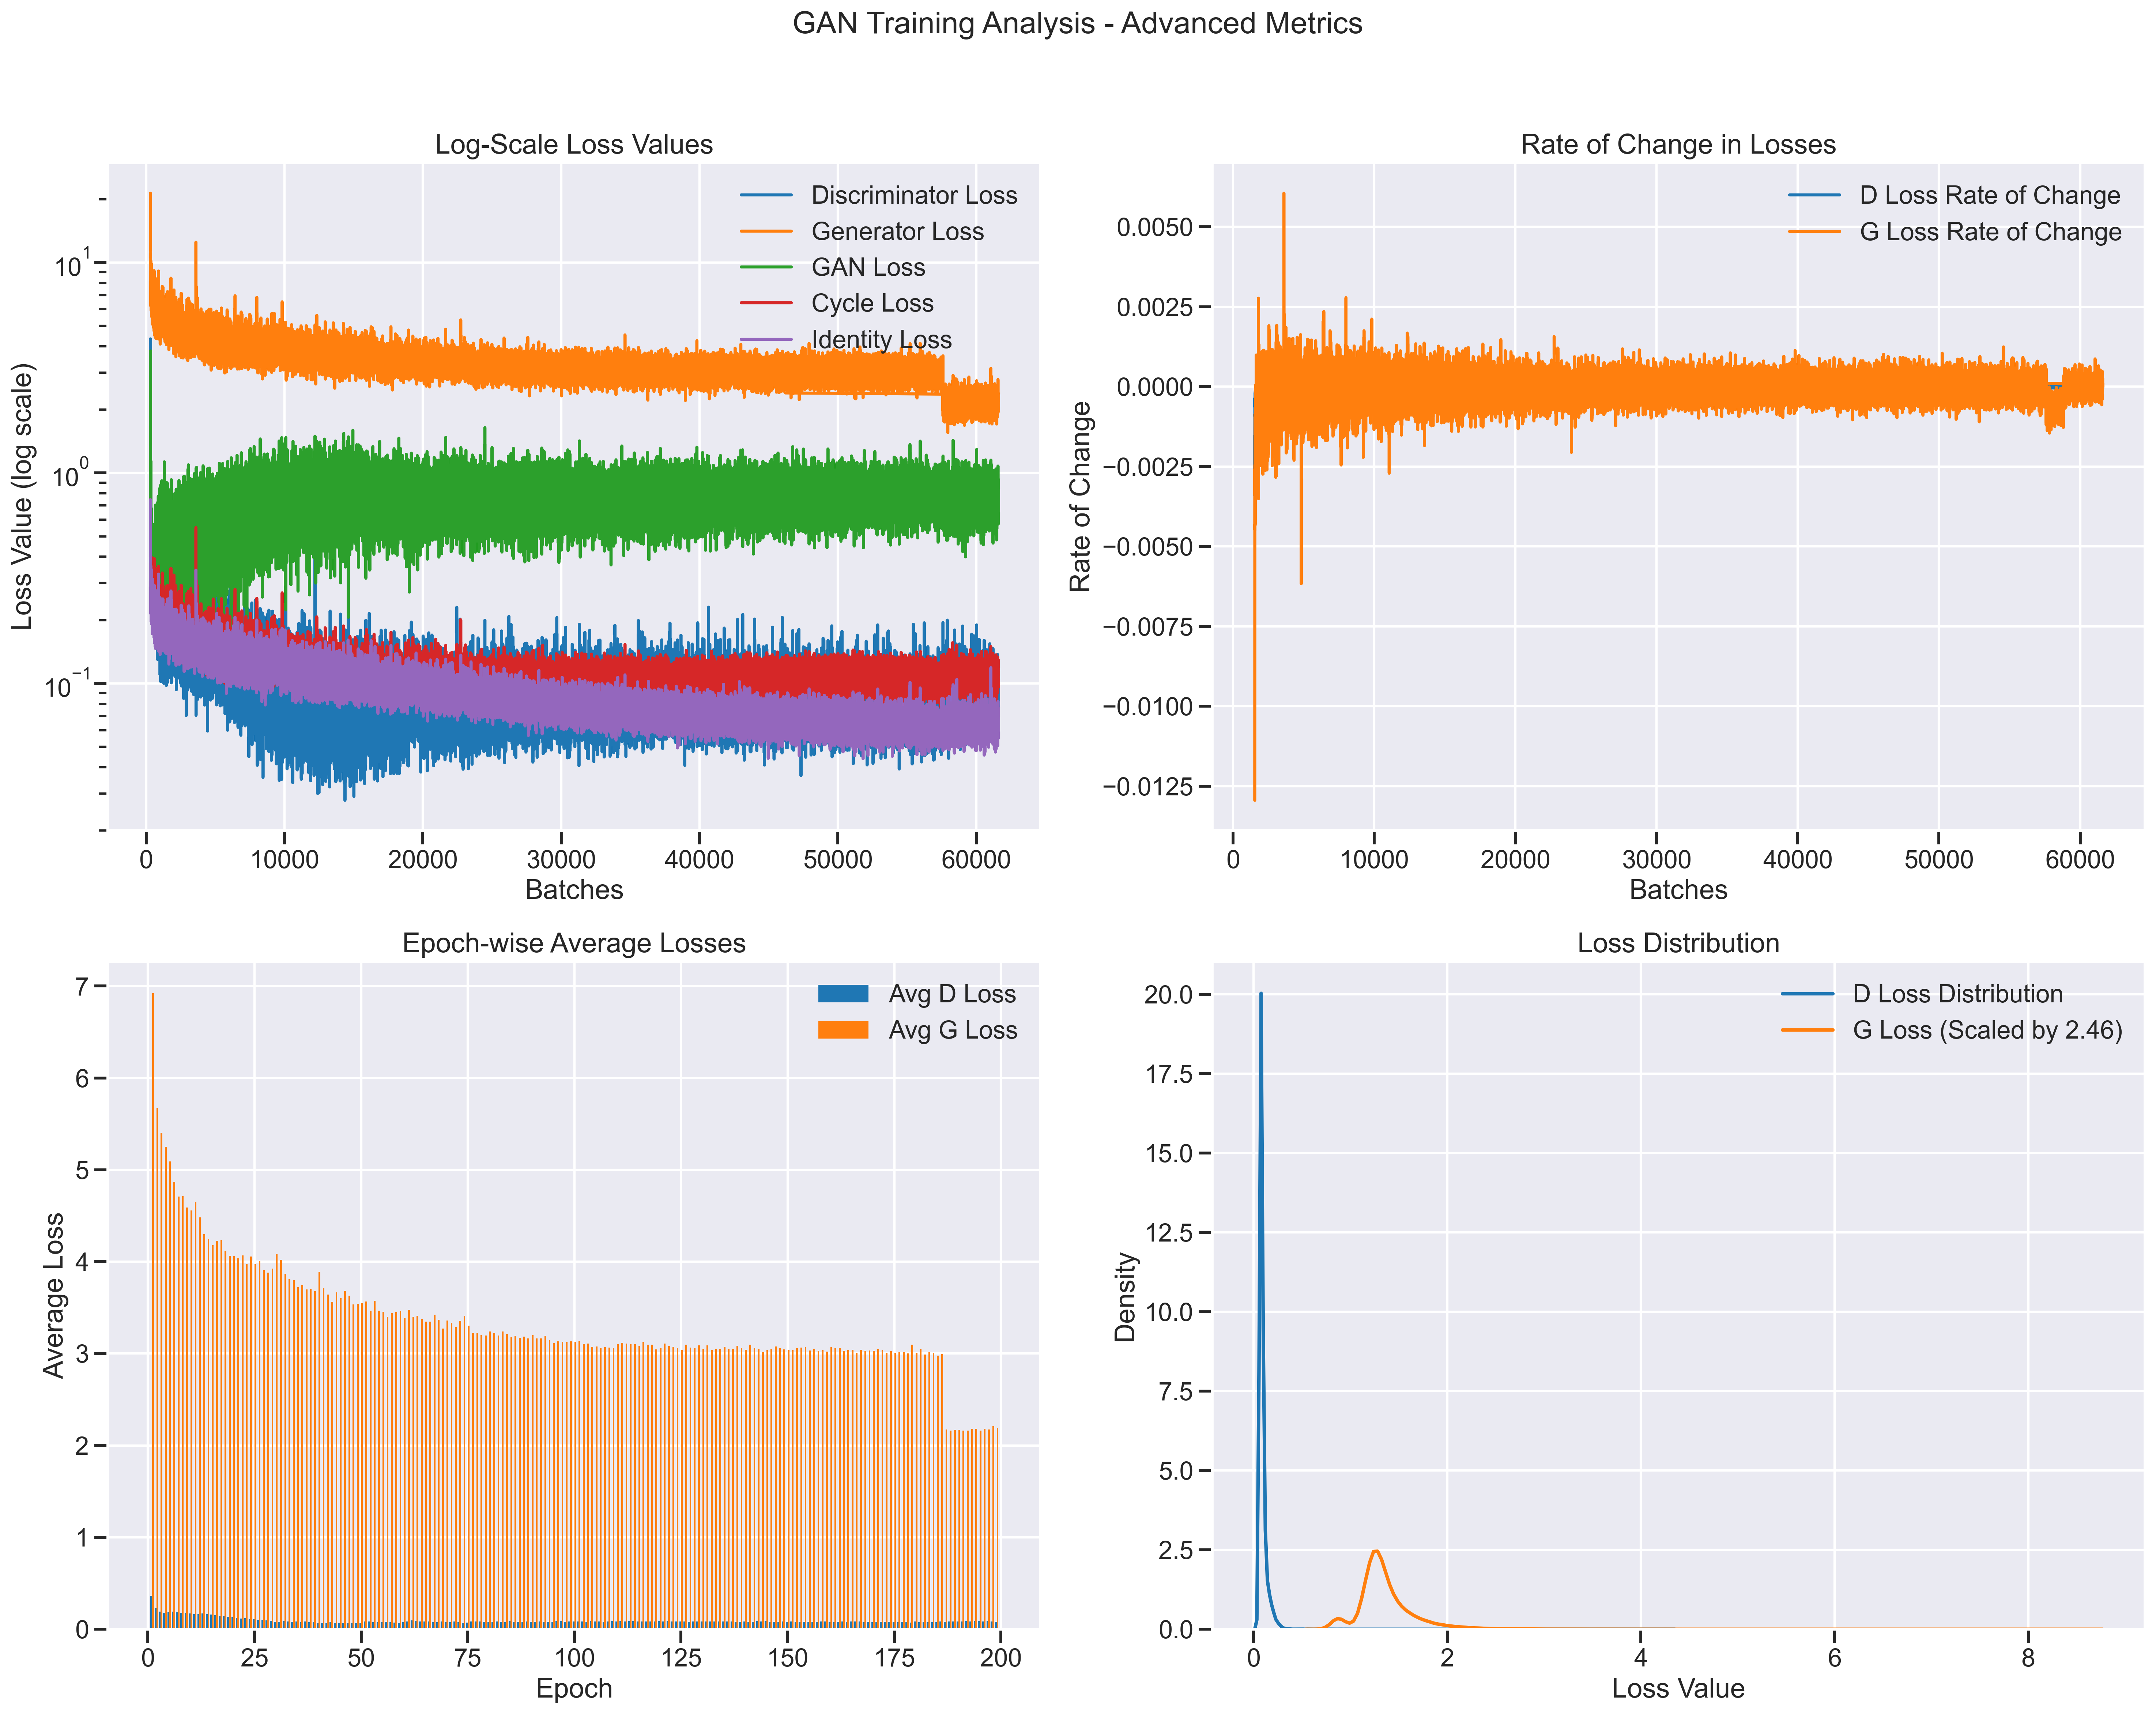 GAN Training Analysis - Advanced Metrics
Log-Scale Loss Values
Discriminator Loss
Generator Loss
GAN Loss
Cycle Loss
Identity Loss
Loss Value (log scale)
10^1
10^0
10^−1
0 10000 20000 30000 40000 50000 60000
Batches
Rate of Change in Losses
D Loss Rate of Change
G Loss Rate of Change
Rate of Change
0.0050
0.0025
0.0000
−0.0025
−0.0050
−0.0075
−0.0100
−0.0125
0 10000 20000 30000 40000 50000 60000
Batches
Epoch-wise Average Losses
Avg D Loss
Avg G Loss
Average Loss
7
6
5
4
3
2
1
0
0 25 50 75 100 125 150 175 200
Epoch
Loss Distribution
D Loss Distribution
G Loss (Scaled by 2.46)
Density
20.0
17.5
15.0
12.5
10.0
7.5
5.0
2.5
0.0
0 2 4 6 8
Loss Value